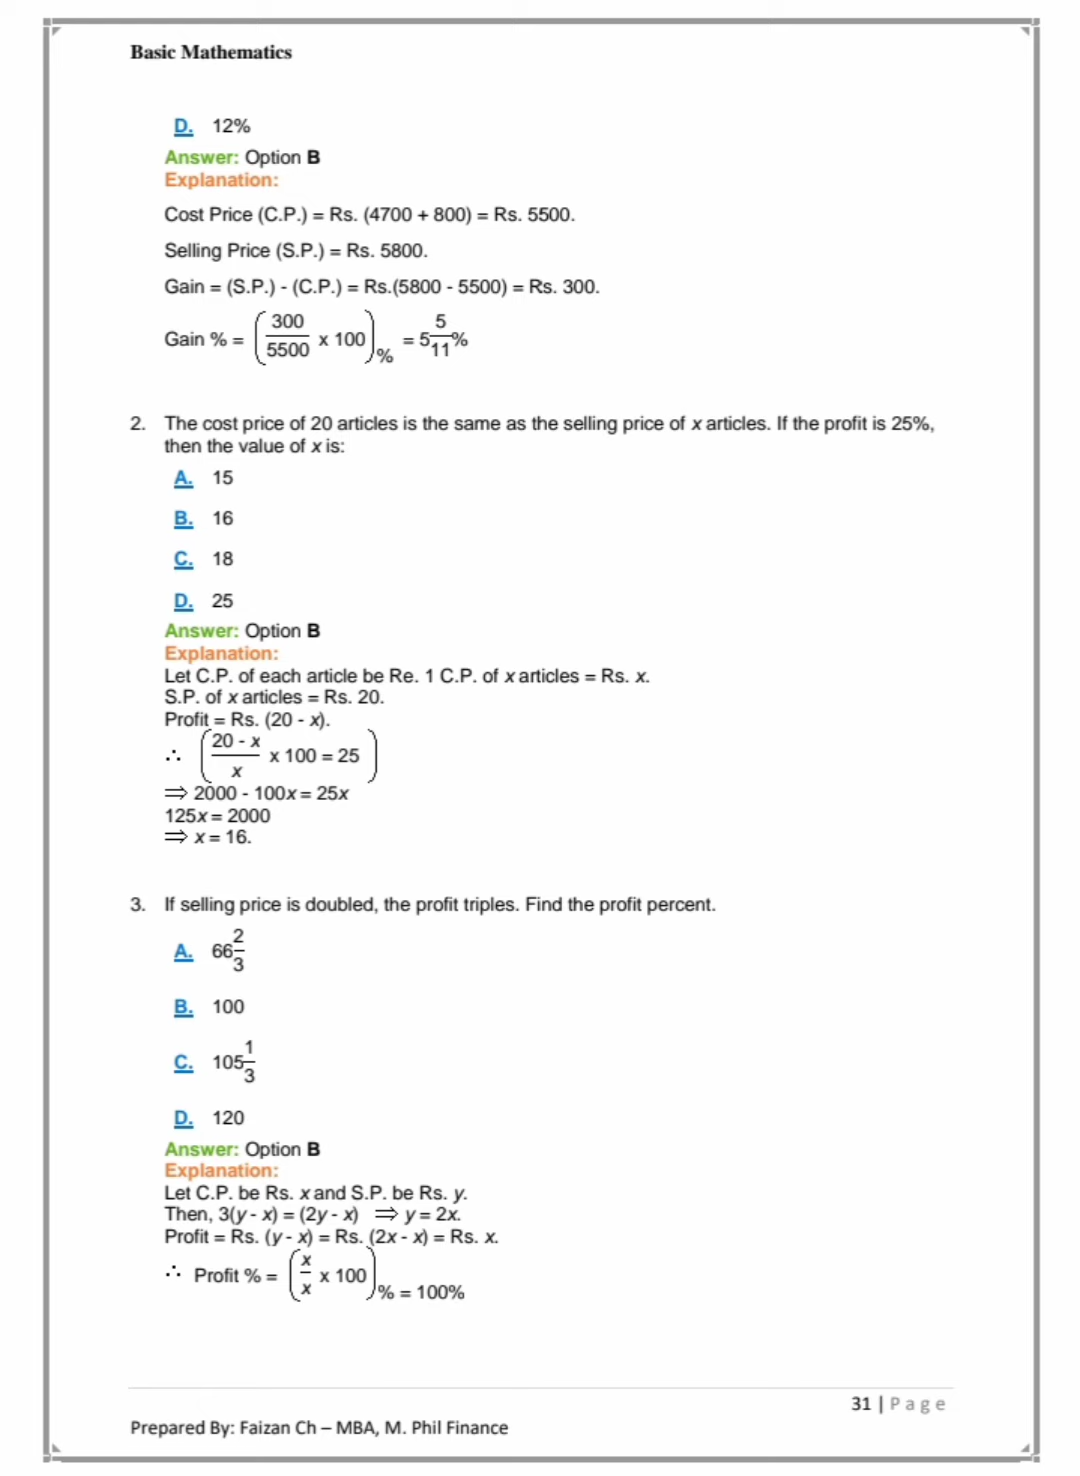 Basic Mathematics
D. 12%
Answer: Option B
Explanation:
Cost Price (C.P.) = Rs. (4700 + 800) = Rs. 5500.
Selling Price (S.P.) = Rs. 5800.
Gain = (S.P.) - (C.P.) = Rs.(5800 - 5500) = Rs. 300.
Gain % = (300/5500 x 100)% = 5 5/11%
2. The cost price of 20 articles is the same as the selling price of x articles. If the profit is 25%,
then the value of x is:
A. 15
B. 16
C. 18
D. 25
Answer: Option B
Explanation:
Let C.P. of each article be Re. 1 C.P. of x articles = Rs. x.
S.P. of x articles = Rs. 20.
Profit = Rs. (20 - x).
∴ (20 - x/x x 100 = 25)
⇒ 2000 - 100x = 25x
125x = 2000
⇒ x = 16.
3. If selling price is doubled, the profit triples. Find the profit percent.
A. 66 2/3
B. 100
C. 105 1/3
D. 120
Answer: Option B
Explanation:
Let C.P. be Rs. x and S.P. be Rs. y.
Then, 3(y - x) = (2y - x) ⇒ y = 2x.
Profit = Rs. (y - x) = Rs. (2x - x) = Rs. x.
∴ Profit % = (x/x x 100)% = 100%
31 | Page
Prepared By: Faizan Ch – MBA, M. Phil Finance